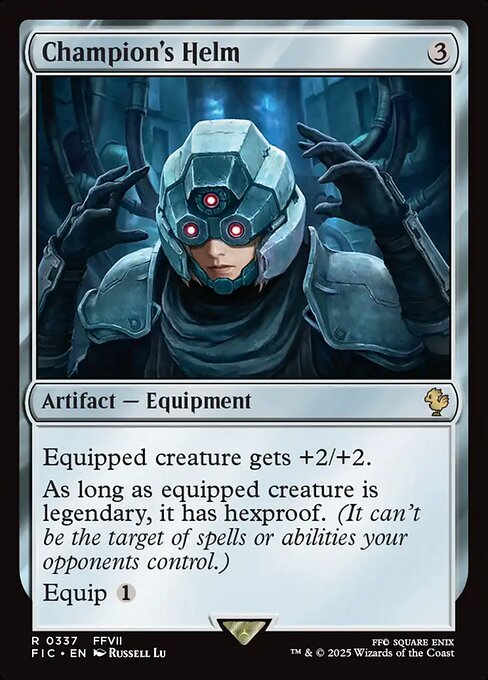 Champion's Helm 3
Artifact — Equipment
Equipped creature gets +2/+2.
As long as equipped creature is
legendary, it has hexproof. (It can't
be the target of spells or abilities your
opponents control.)
Equip 1
R 0337 FFVII
FIC • EN Russell Lu
FF© SQUARE ENIX
™ & © 2025 Wizards of the Coast